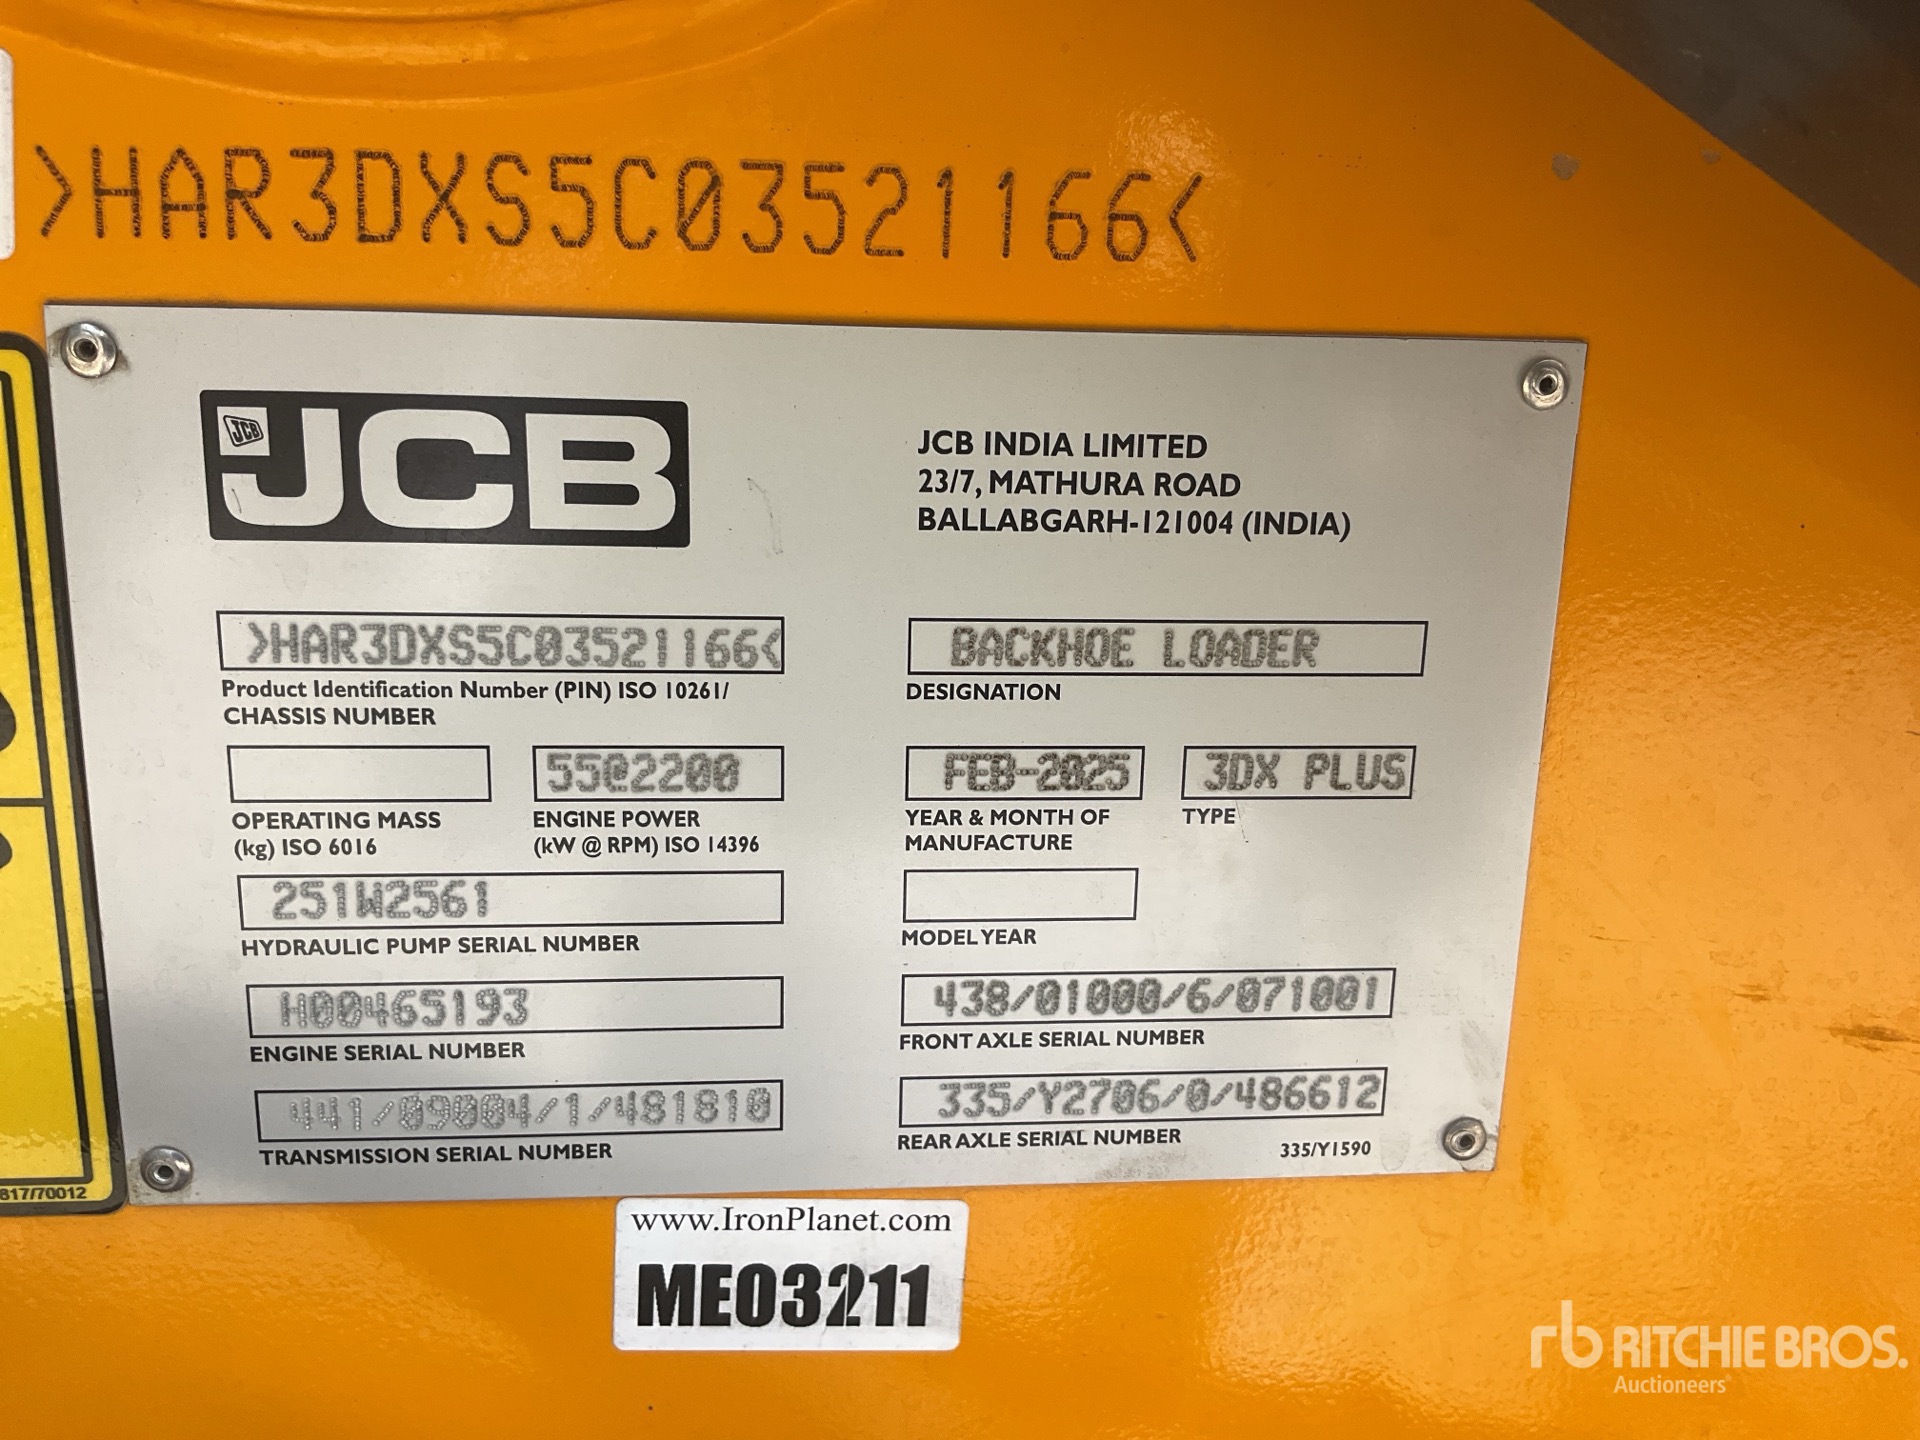 >HAR3DXS5C03521166<
JCB
JCB
JCB INDIA LIMITED
23/7, MATHURA ROAD
BALLABGARH-121004 (INDIA)
>HAR3DXS5C03521166<
Product Identification Number (PIN) ISO 10261/
CHASSIS NUMBER
BACKHOE LOADER
DESIGNATION
OPERATING MASS
(kg) ISO 6016
55@2200
ENGINE POWER
(kW @ RPM) ISO 14396
FEB-2025
YEAR & MONTH OF
MANUFACTURE
3DX PLUS
TYPE
251W2561
HYDRAULIC PUMP SERIAL NUMBER
MODEL YEAR
H00465193
ENGINE SERIAL NUMBER
438/01000/6/071001
FRONT AXLE SERIAL NUMBER
441/09004/1/481810
TRANSMISSION SERIAL NUMBER
335/Y2706/0/486612
REAR AXLE SERIAL NUMBER
335/Y1590
817/70012
www.IronPlanet.com
ME03211
rb RITCHIE BROS.
Auctioneers